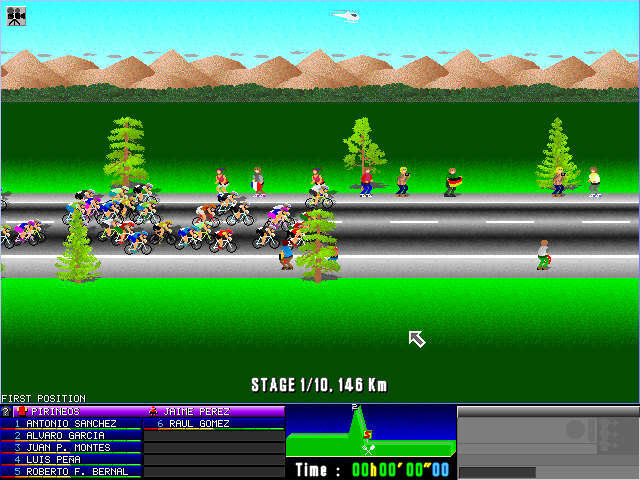 STAGE 1/10, 146 Km
FIRST POSITION
? PIRINEOS
JAIME PEREZ
1 ANTONIO SANCHEZ
6 RAUL GOMEZ
2 ALVARO GARCIA
3 JUAN P. MONTES
4 LUIS PEÑA
5 ROBERTO F. BERNAL
2
S
Time : 00h00'00"00